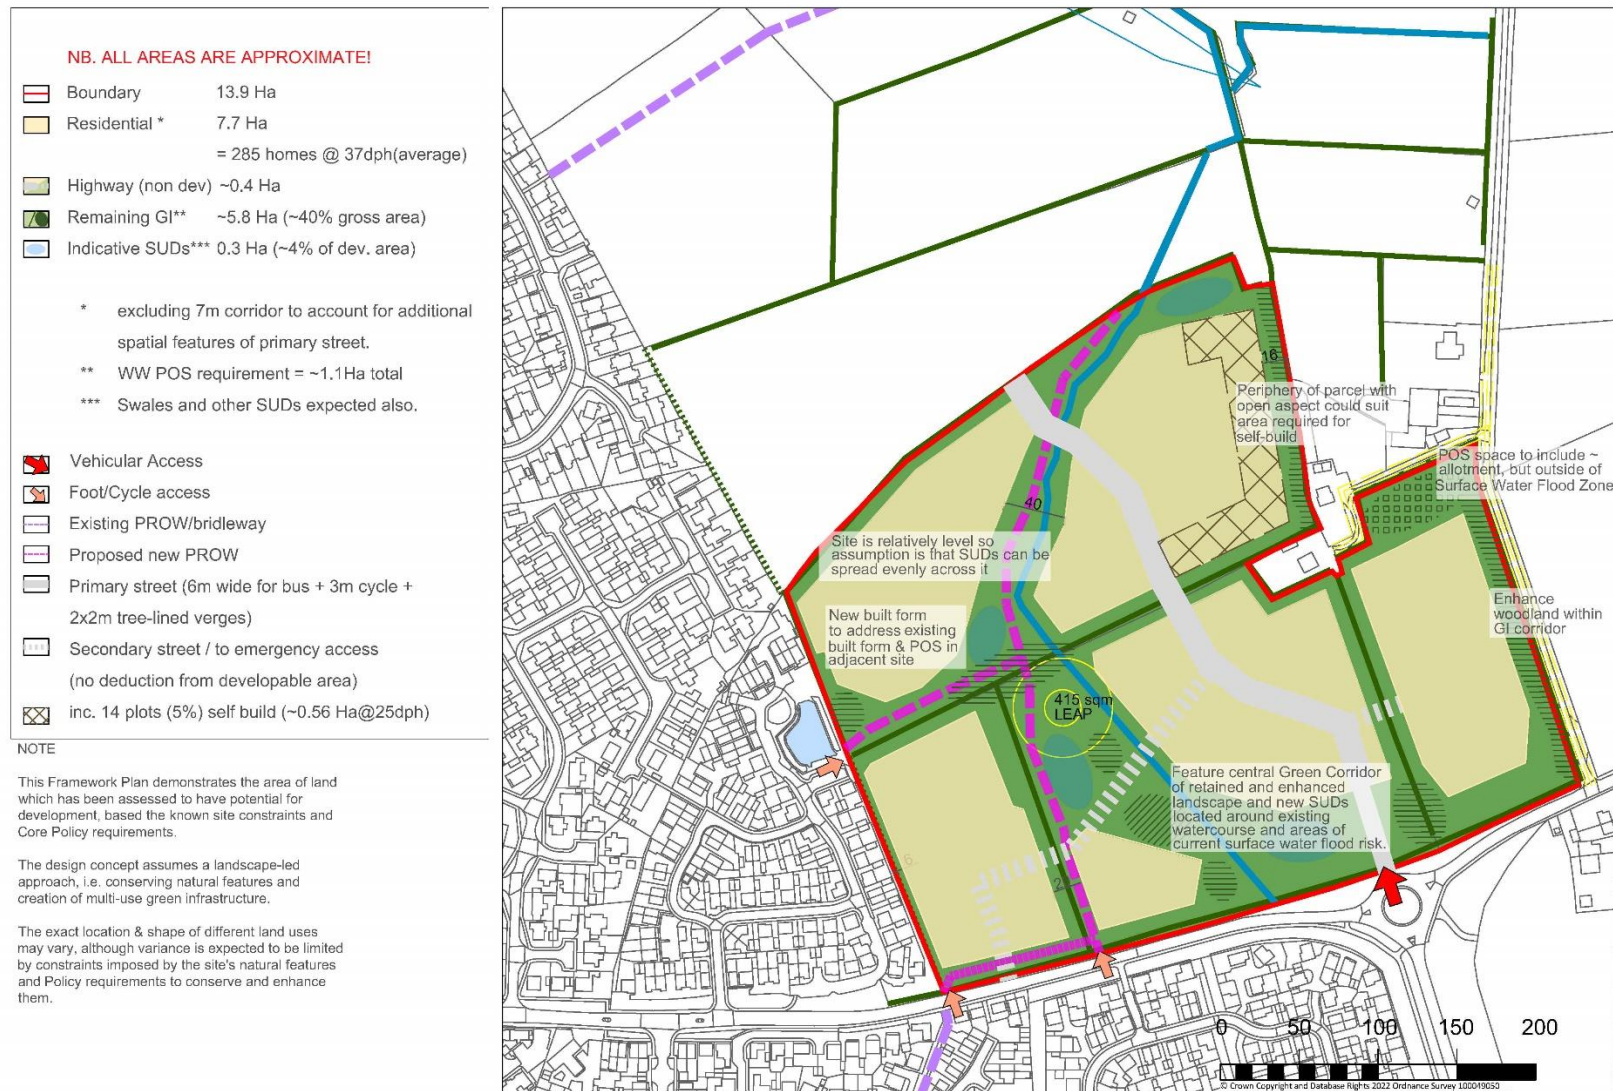 NB. ALL AREAS ARE APPROXIMATE!
Boundary 13.9 Ha
Residential * 7.7 Ha
= 285 homes @ 37dph(average)
Highway (non dev) ~0.4 Ha
Remaining GI** ~5.8 Ha (~40% gross area)
Indicative SUDs*** 0.3 Ha (~4% of dev. area)
* excluding 7m corridor to account for additional
spatial features of primary street.
** WW POS requirement = ~1.1Ha total
*** Swales and other SUDs expected also.
Vehicular Access
Foot/Cycle access
Existing PROW/bridleway
Proposed new PROW
Primary street (6m wide for bus + 3m cycle +
2x2m tree-lined verges)
Secondary street / to emergency access
(no deduction from developable area)
inc. 14 plots (5%) self build (~0.56 Ha@25dph)
NOTE
This Framework Plan demonstrates the area of land
which has been assessed to have potential for
development, based the known site constraints and
Core Policy requirements.
The design concept assumes a landscape-led
approach, i.e. conserving natural features and
creation of multi-use green infrastructure.
The exact location & shape of different land uses
may vary, although variance is expected to be limited
by constraints imposed by the site's natural features
and Policy requirements to conserve and enhance
them.
16
Periphery of parcel with
open aspect could suit
area required for
self-build
POS space to include ~
allotment, but outside of
Surface Water Flood Zone
40
Site is relatively level so
assumption is that SUDs can be
spread evenly across it
New built form
to address existing
built form & POS in
adjacent site
Enhance
woodland within
GI corridor
415 sqm
LEAP
Feature central Green Corridor
of retained and enhanced
landscape and new SUDs
located around existing
watercourse and areas of
current surface water flood risk.
0 50 100 150 200
© Crown Copyright and Database Rights 2022 Ordnance Survey 100049050